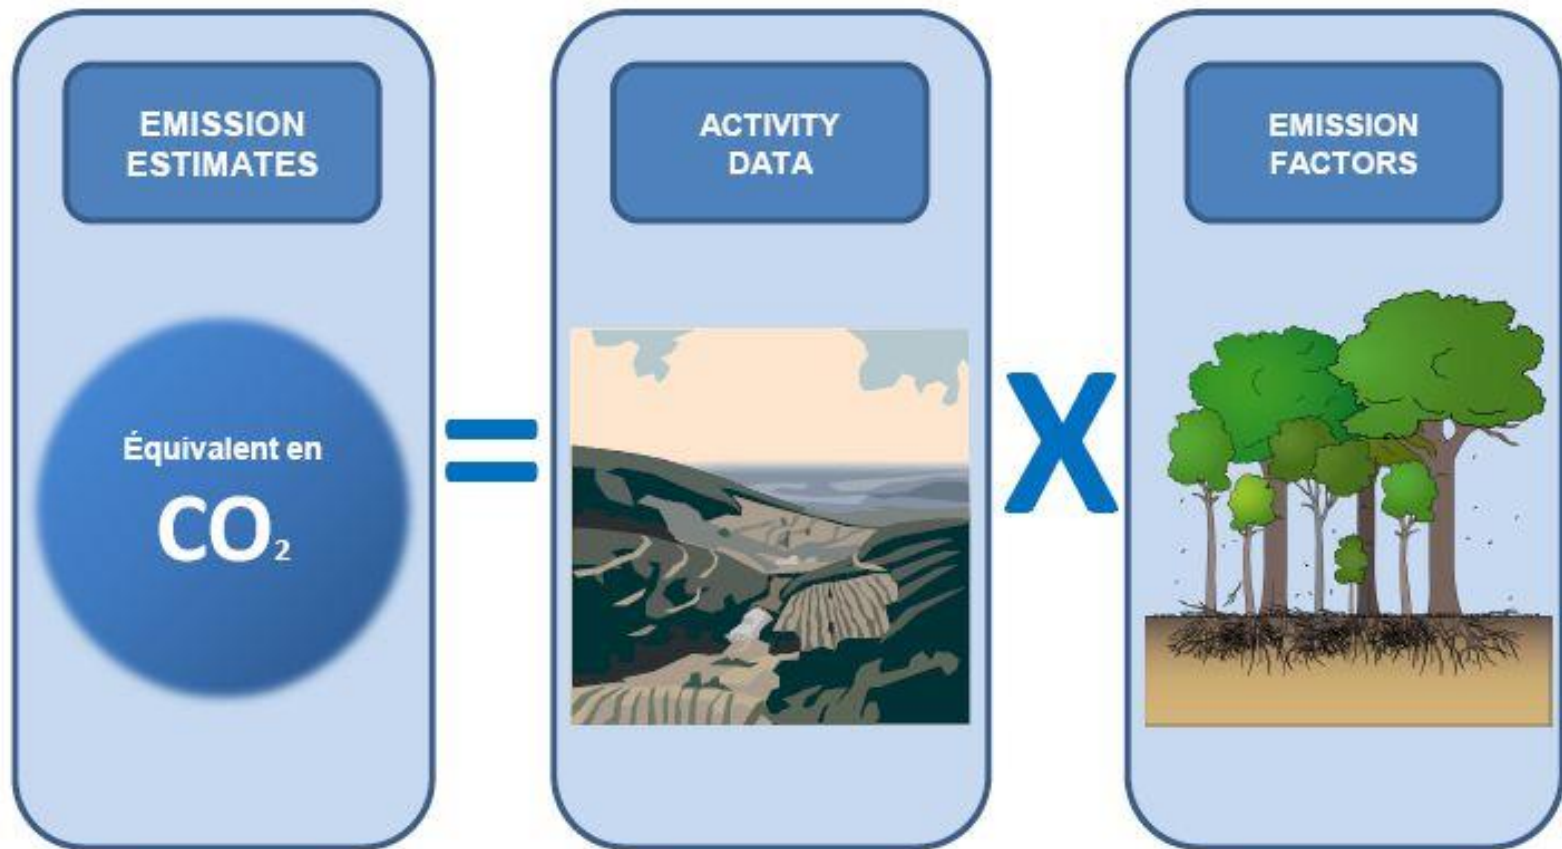 EMISSION
ESTIMATES
Équivalent en
CO₂
=
ACTIVITY
DATA
X
EMISSION
FACTORS